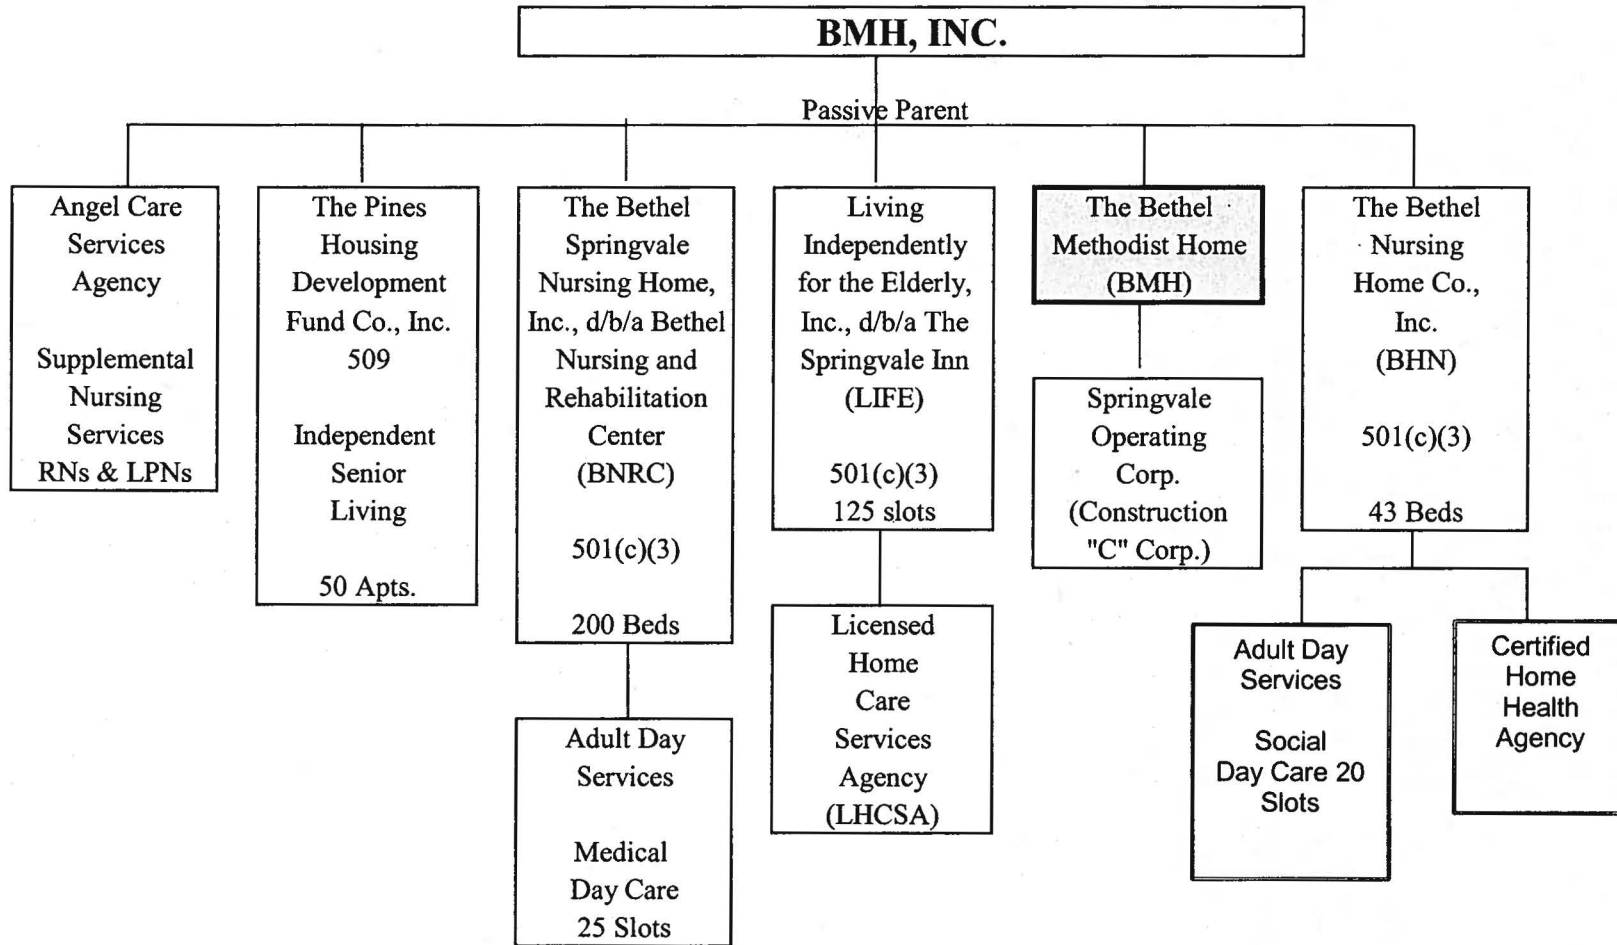 BMH, INC.
Passive Parent
Angel Care
Services
Agency
Supplemental
Nursing
Services
RNs & LPNs
The Pines
Housing
Development
Fund Co., Inc.
509
Independent
Senior
Living
50 Apts.
The Bethel
Springvale
Nursing Home,
Inc., d/b/a Bethel
Nursing and
Rehabilitation
Center
(BNRC)
501(c)(3)
200 Beds
Adult Day
Services
Medical
Day Care
25 Slots
Living
Independently
for the Elderly,
Inc., d/b/a The
Springvale Inn
(LIFE)
501(c)(3)
125 slots
Licensed
Home
Care
Services
Agency
(LHCSA)
The Bethel
Methodist Home
(BMH)
Springvale
Operating
Corp.
(Construction
"C" Corp.)
The Bethel
Nursing
Home Co.,
Inc.
(BHN)
501(c)(3)
43 Beds
Adult Day
Services
Social
Day Care 20
Slots
Certified
Home
Health
Agency